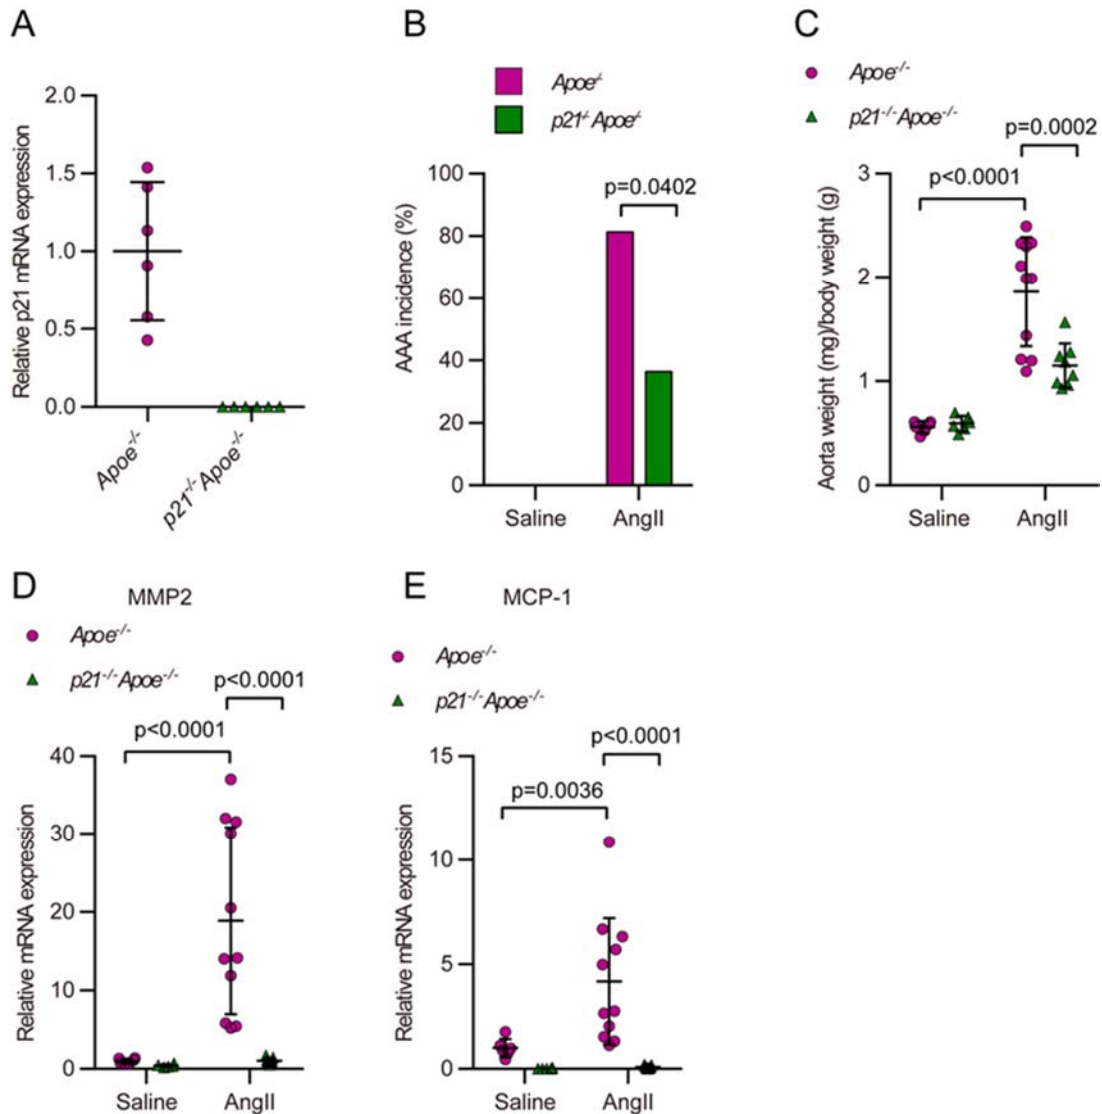 A
Relative p21 mRNA expression
2.0
1.5
1.0
0.5
0.0
Apoe-/-
p21-/-Apoe-/-
B
Apoe-/-
p21-/-Apoe-/-
AAA incidence (%)
100
80
60
40
20
0
p=0.0402
Saline
AngII
C
Apoe-/-
p21-/-Apoe-/-
p=0.0002
p<0.0001
Aorta weight (mg)/body weight (g)
3
2
1
0
Saline
AngII
D
MMP2
Apoe-/-
p21-/-Apoe-/-
p<0.0001
p<0.0001
Relative mRNA expression
40
30
20
10
0
Saline
AngII
E
MCP-1
Apoe-/-
p21-/-Apoe-/-
p<0.0001
p=0.0036
Relative mRNA expression
15
10
5
0
Saline
AngII